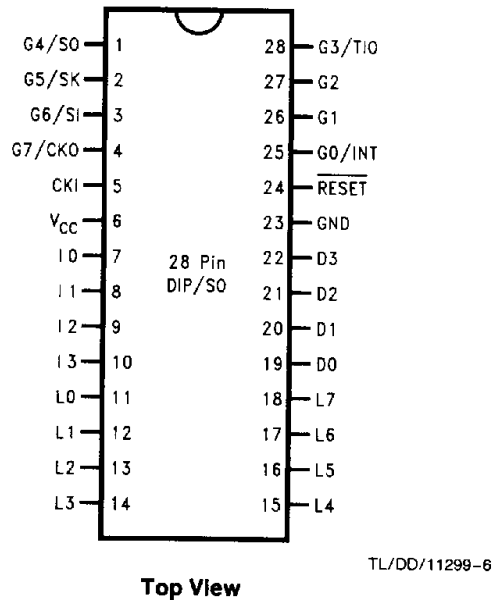 G4/SO 1 28 G3/TIO
G5/SK 2 27 G2
G6/SI 3 26 G1
G7/CKO 4 25 G0/INT
CKI 5 24 RESET
VCC 6 23 GND
I0 7 22 D3
I1 8 21 D2
I2 9 20 D1
I3 10 19 D0
L0 11 18 L7
L1 12 17 L6
L2 13 16 L5
L3 14 15 L4
28 Pin
DIP/SO
TL/DD/11299-6
Top View